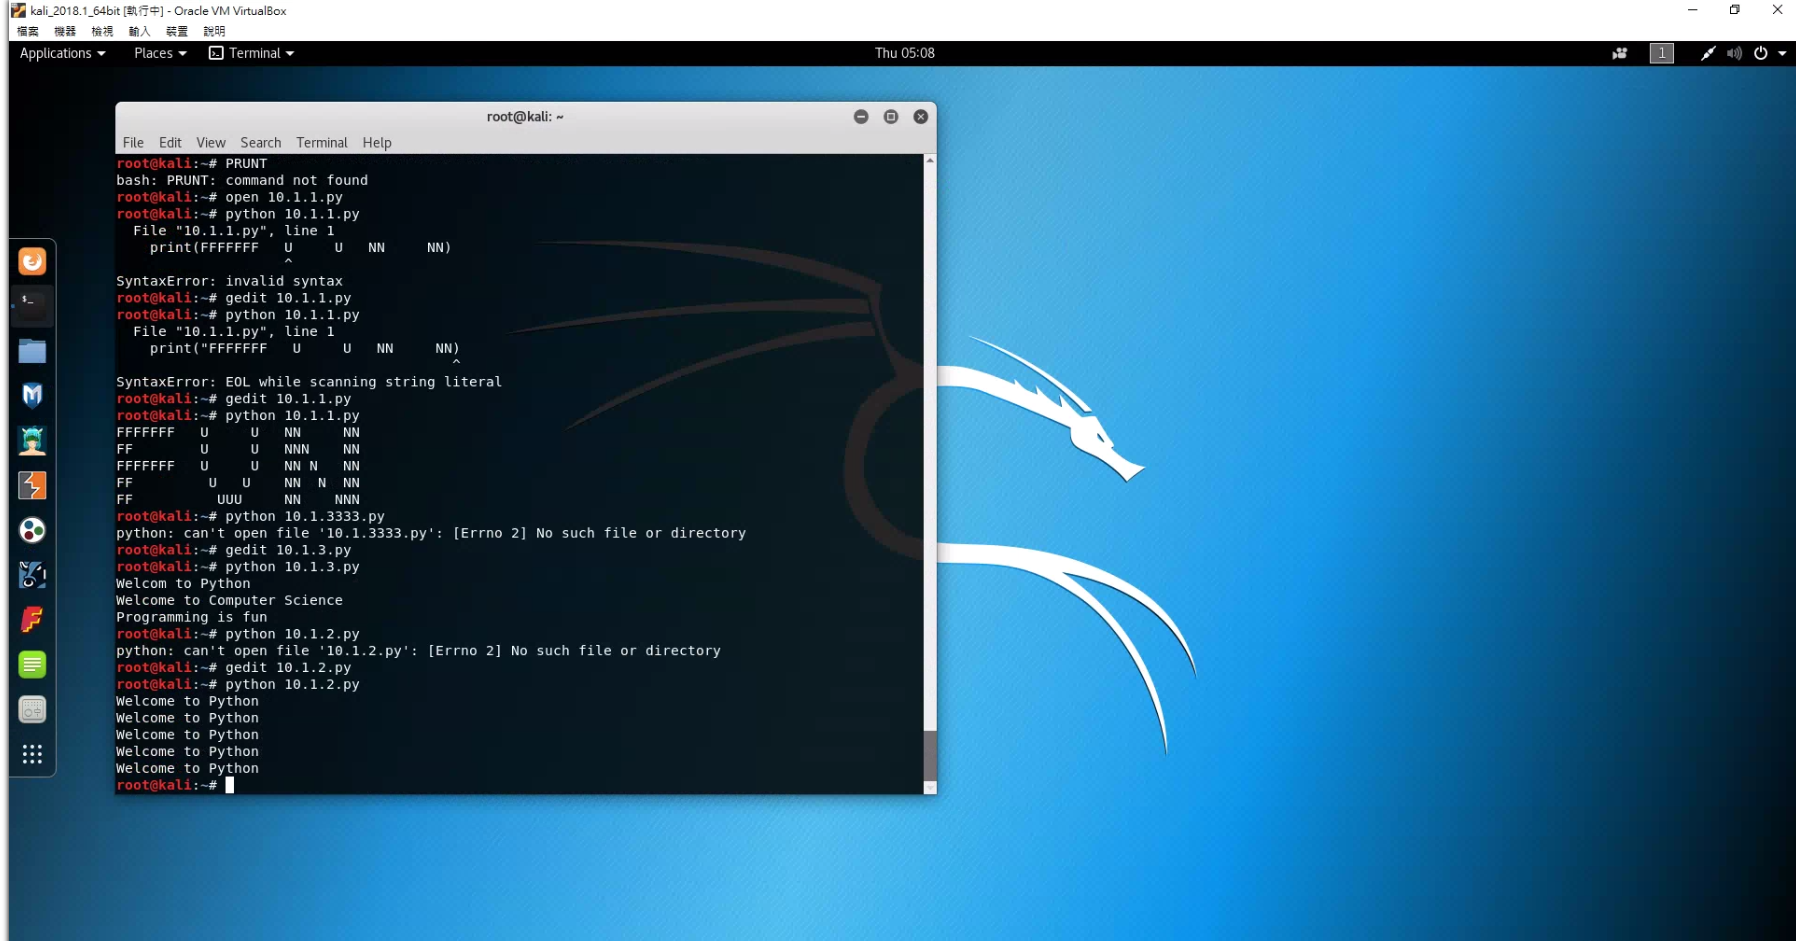 kali_2018.1_64bit [執行中] - Oracle VM VirtualBox
檔案 機器 檢視 輸入 裝置 說明
Applications Places Terminal Thu 05:08 1
root@kali: ~
File Edit View Search Terminal Help
root@kali:~# PRUNT
bash: PRUNT: command not found
root@kali:~# open 10.1.1.py
root@kali:~# python 10.1.1.py
  File "10.1.1.py", line 1
    print(FFFFFFF   U     U   NN     NN)
                    ^
SyntaxError: invalid syntax
root@kali:~# gedit 10.1.1.py
root@kali:~# python 10.1.1.py
  File "10.1.1.py", line 1
    print("FFFFFFF   U     U   NN     NN)
                                        ^
SyntaxError: EOL while scanning string literal
root@kali:~# gedit 10.1.1.py
root@kali:~# python 10.1.1.py
FFFFFFF   U     U   NN     NN
FF        U     U   NNN    NN
FFFFFFF   U     U   NN N   NN
FF         U   U    NN  N  NN
FF          UUU     NN    NNN
root@kali:~# python 10.1.3333.py
python: can't open file '10.1.3333.py': [Errno 2] No such file or directory
root@kali:~# gedit 10.1.3.py
root@kali:~# python 10.1.3.py
Welcom to Python
Welcome to Computer Science
Programming is fun
root@kali:~# python 10.1.2.py
python: can't open file '10.1.2.py': [Errno 2] No such file or directory
root@kali:~# gedit 10.1.2.py
root@kali:~# python 10.1.2.py
Welcome to Python
Welcome to Python
Welcome to Python
Welcome to Python
Welcome to Python
root@kali:~#